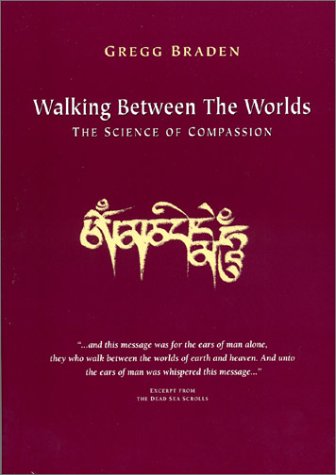 GREGG BRADEN
Walking Between The Worlds
THE SCIENCE OF COMPASSION
ཨོཾ་མ་ཎི་པདྨེ་ཧཱུྃ
"...and this message was for the ears of man alone,
they who walk between the worlds of earth and heaven. And unto
the ears of man was whispered this message..."
EXCERPT FROM
THE DEAD SEA SCROLLS